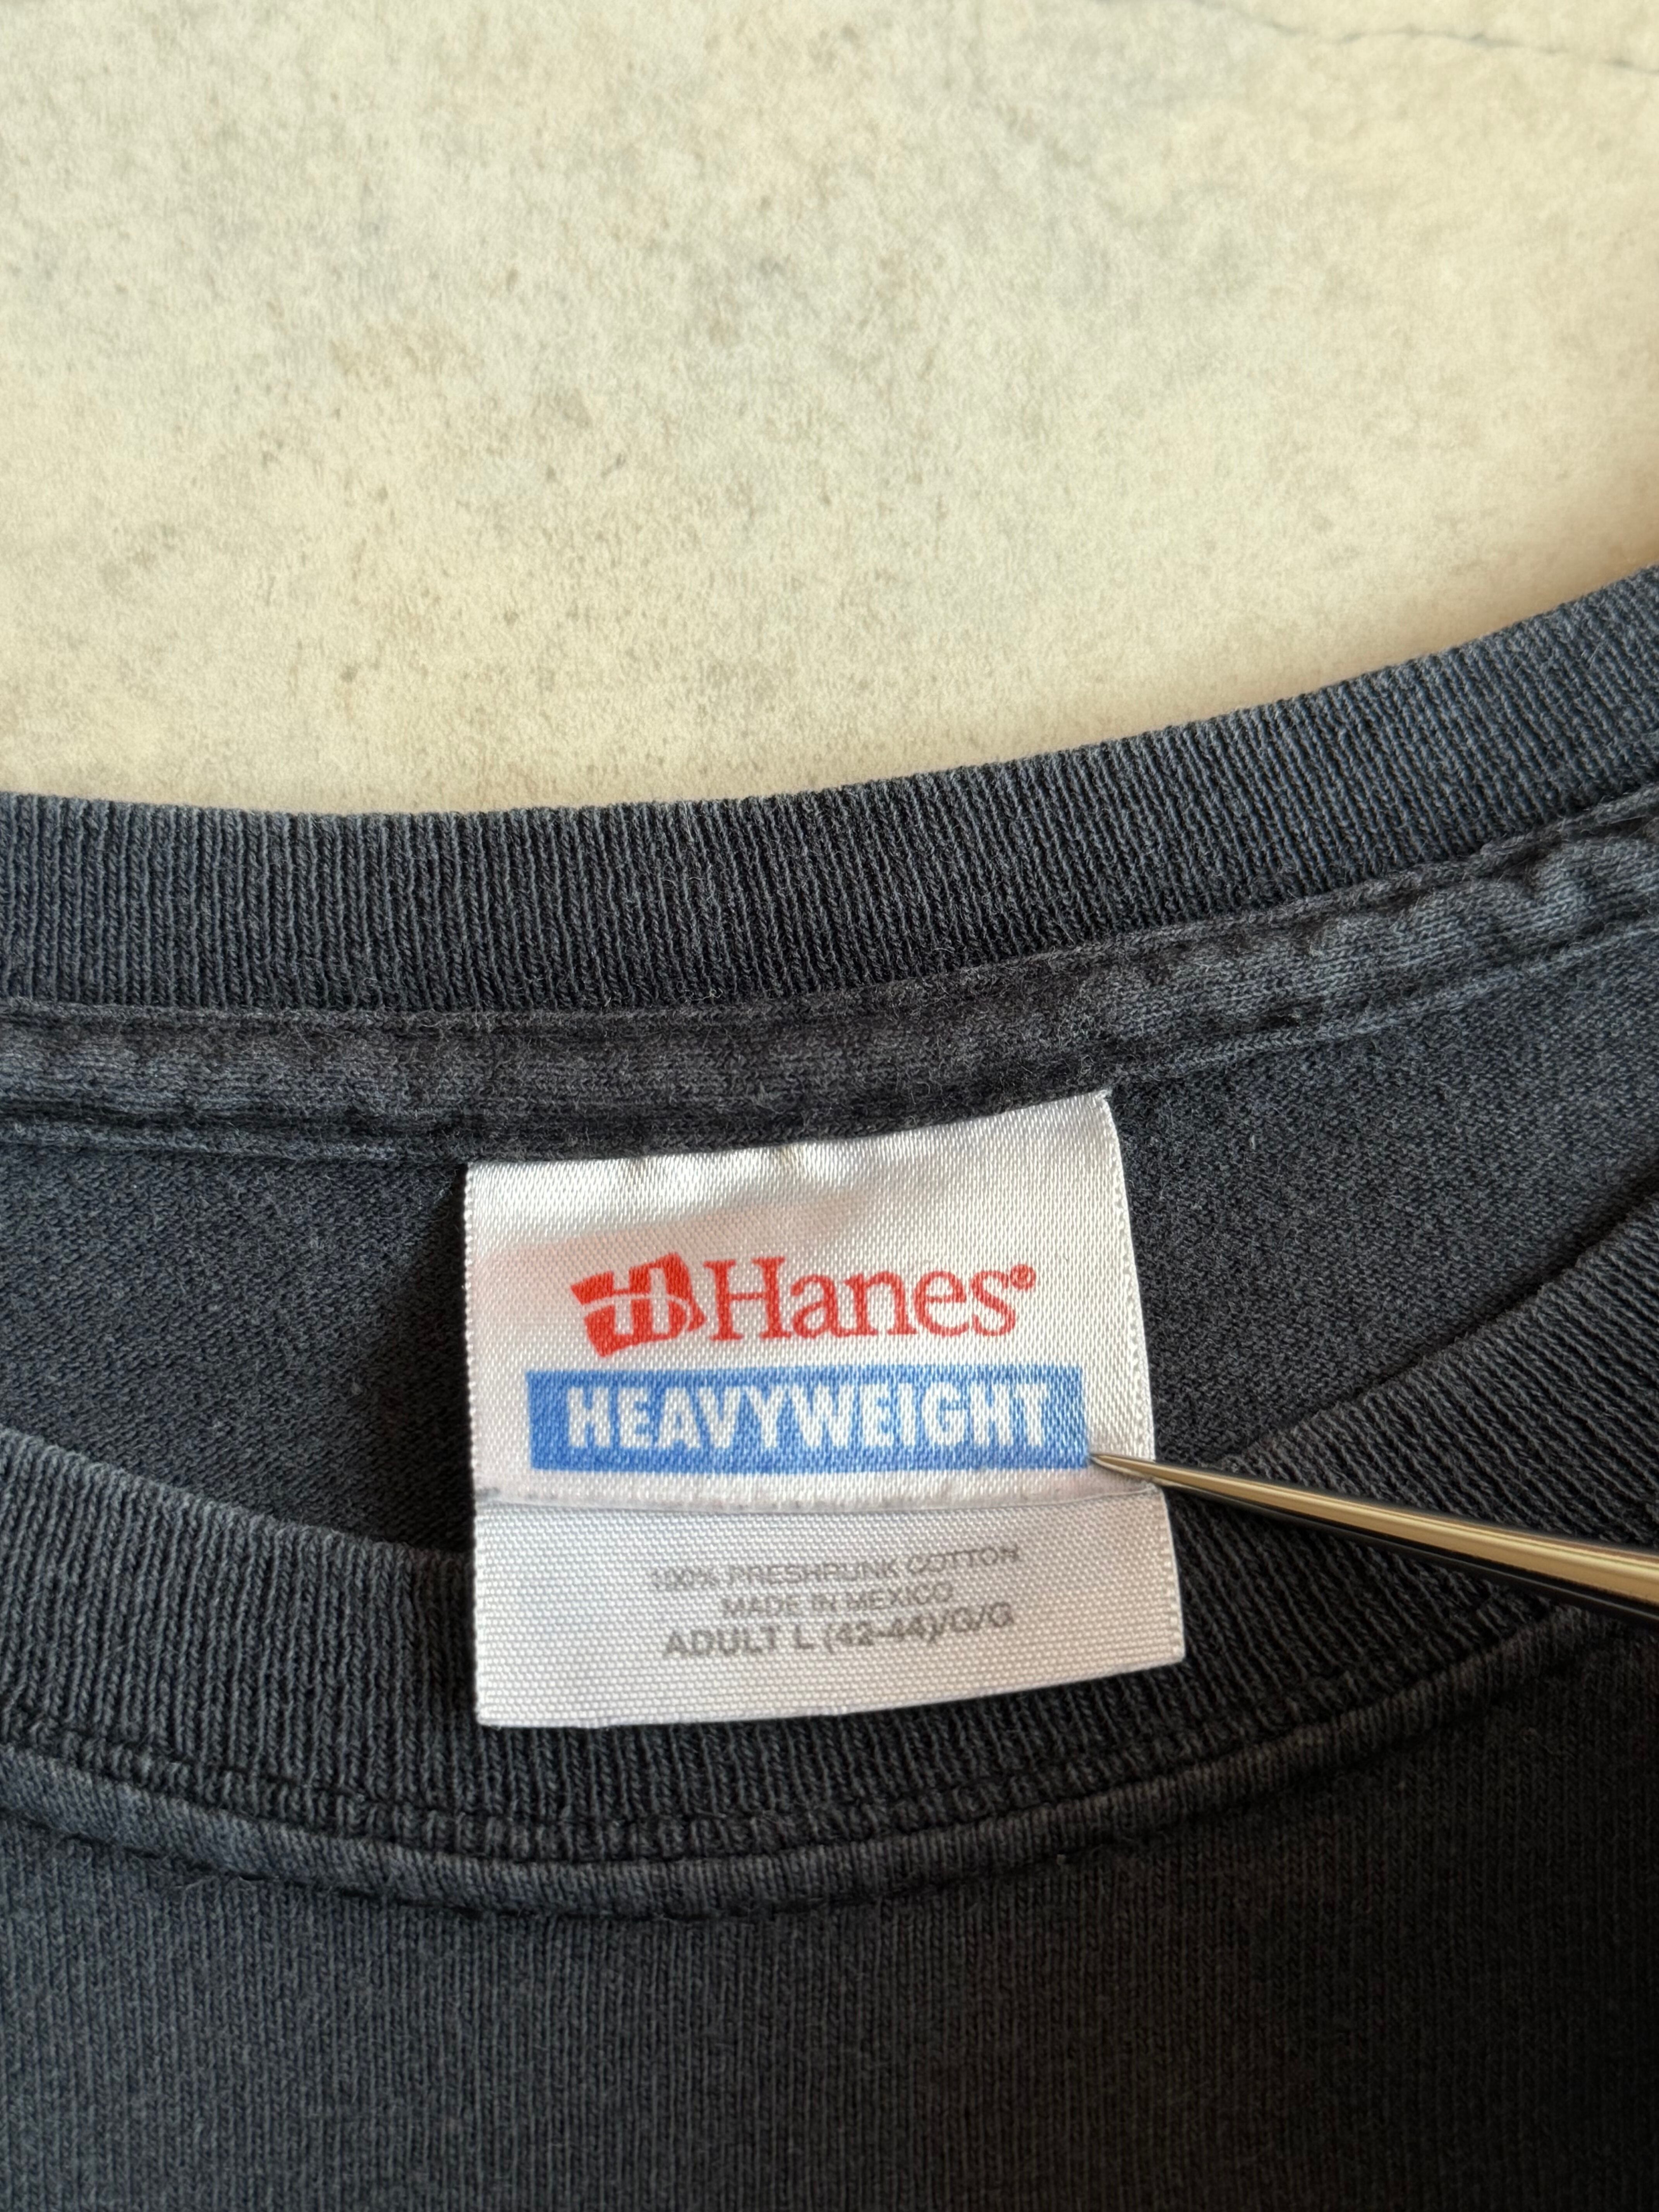 Hanes®
HEAVYWEIGHT
100% PRESHRUNK COTTON
MADE IN MEXICO
ADULT L (42-44)/G/G